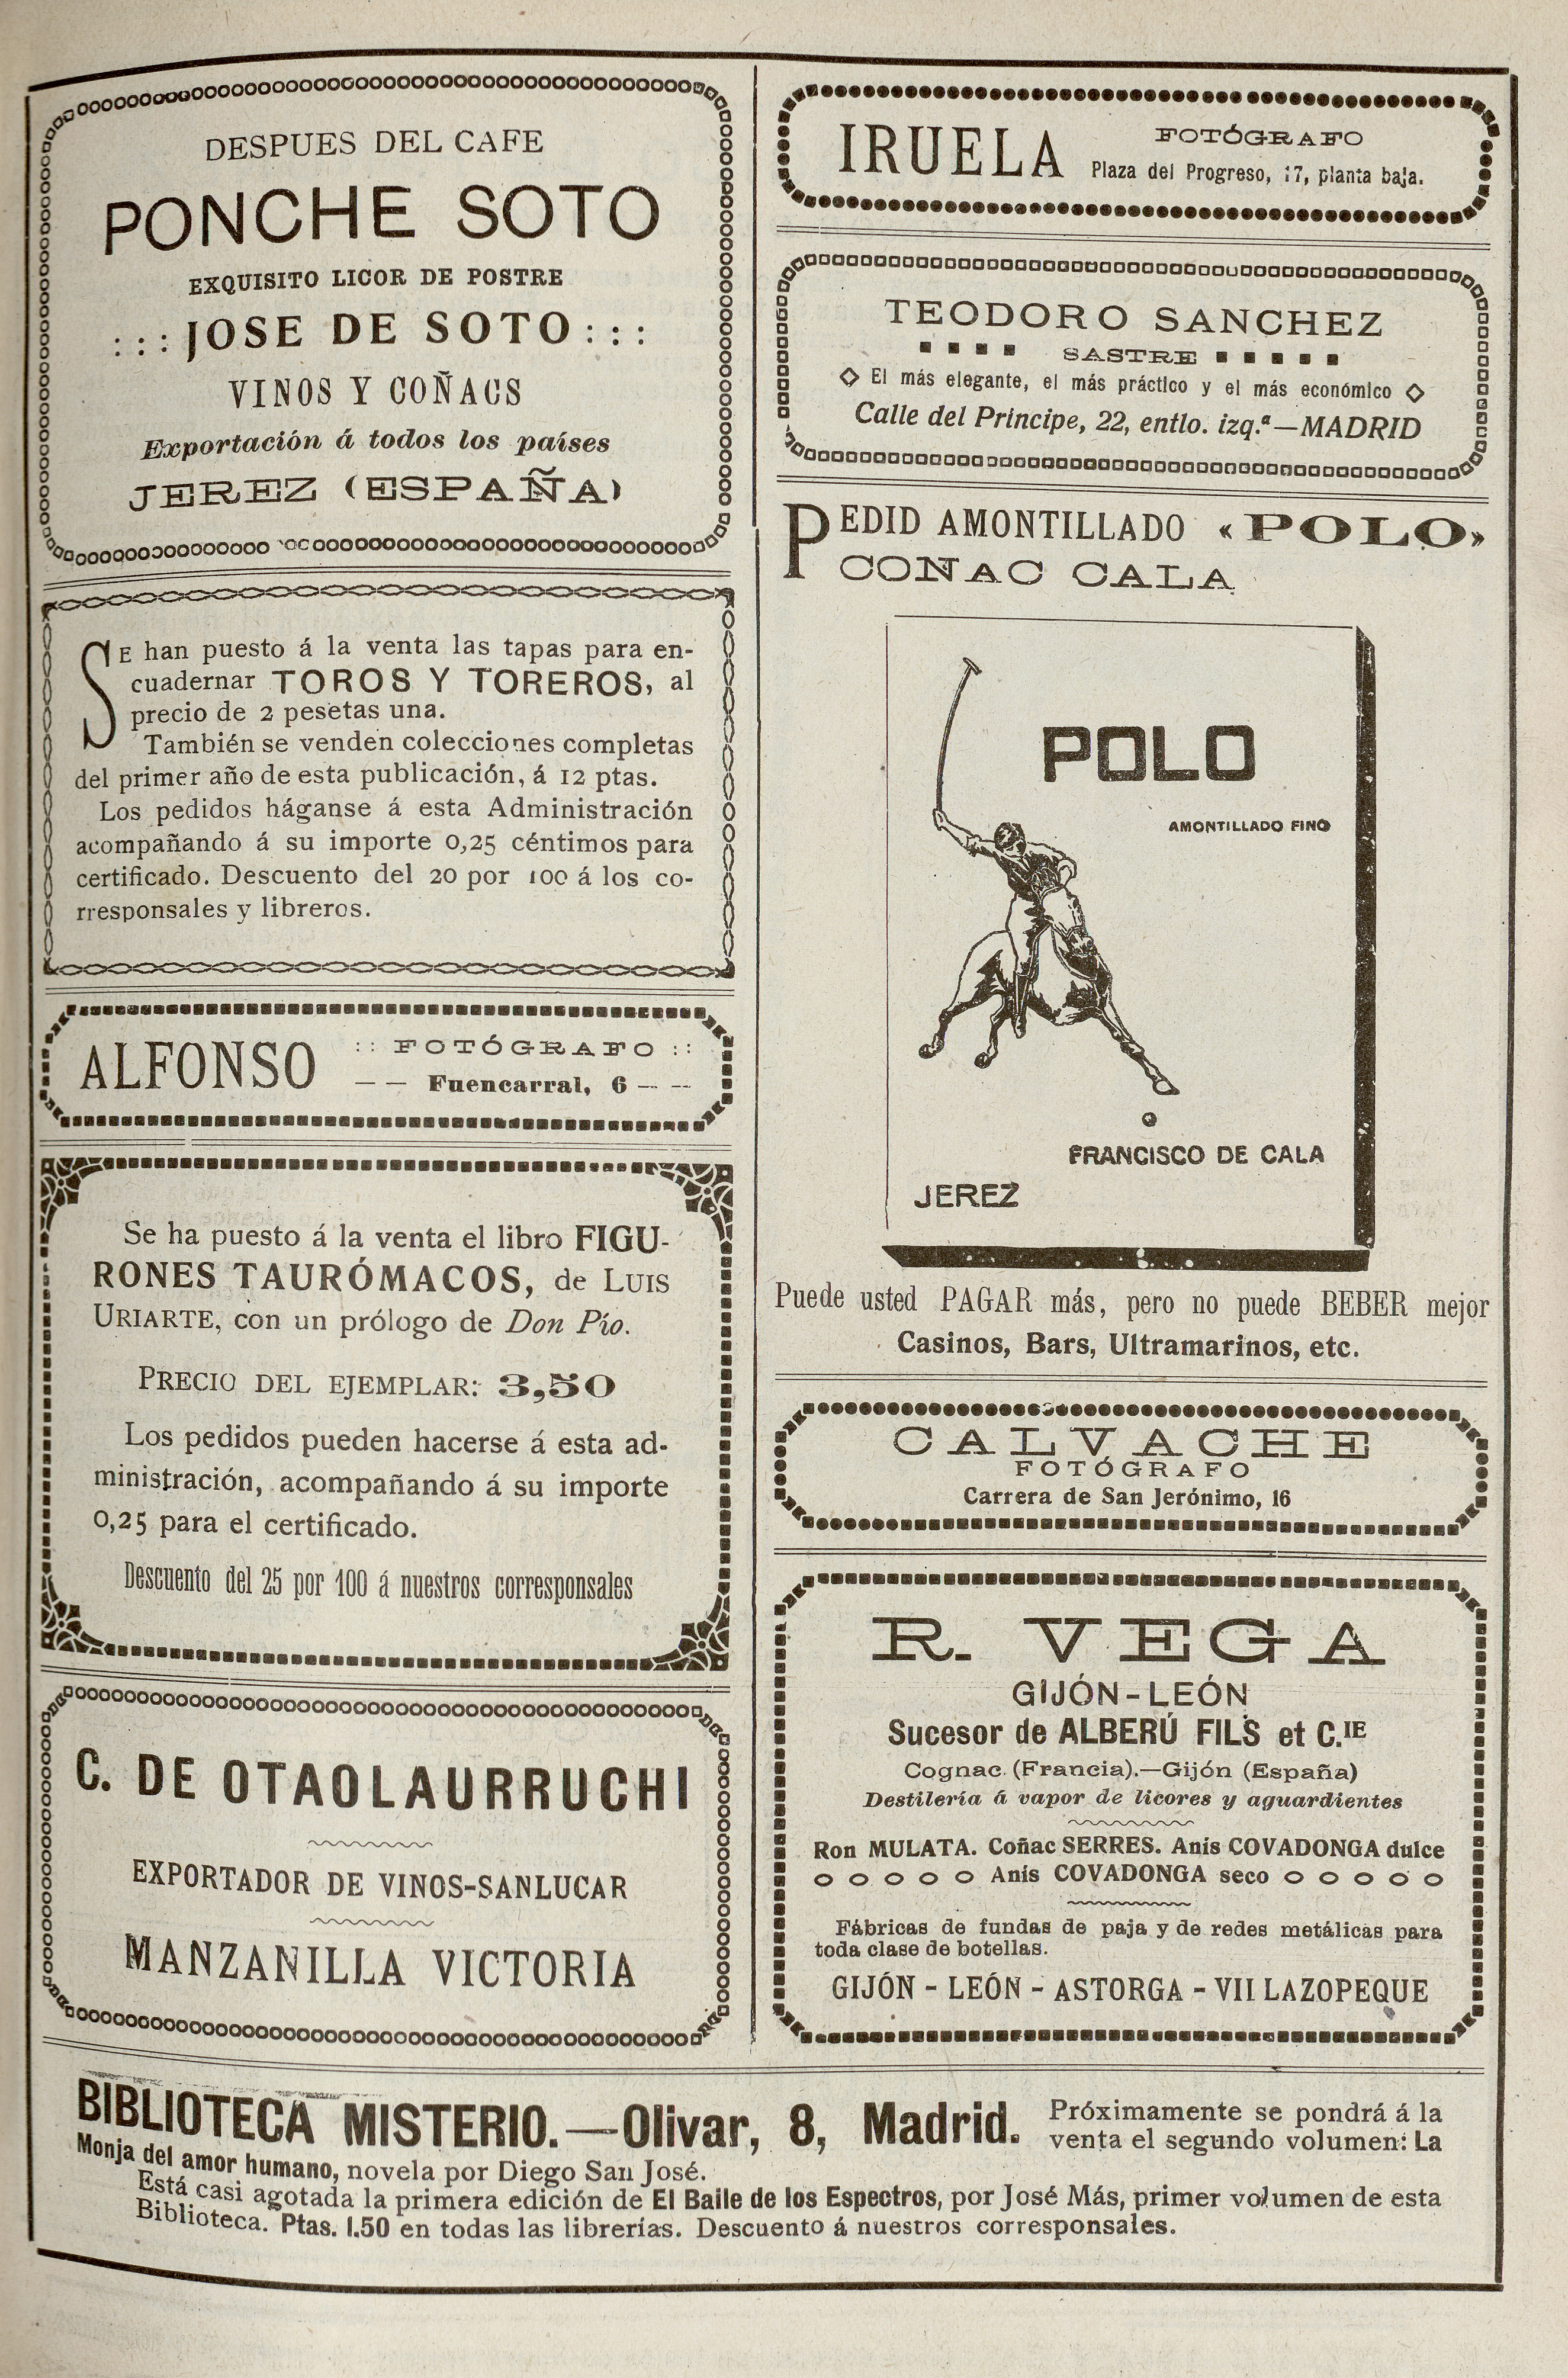 DESPUES DEL CAFE
PONCHE SOTO
EXQUISITO LICOR DE POSTRE
: : : JOSE DE SOTO : : :
VINOS Y COÑACS
Exportación á todos los países
JEREZ (ESPAÑA)
SE han puesto á la venta las tapas para en-
cuadernar TOROS Y TOREROS, al
precio de 2 pesetas una.
También se venden colecciones completas
del primer año de esta publicación, á 12 ptas.
Los pedidos háganse á esta Administración
acompañando á su importe 0,25 céntimos para
certificado. Descuento del 20 por 100 á los co-
rresponsales y libreros.
ALFONSO
:: FOTÓGRAFO ::
— — Fuencarral, 6 — —
Se ha puesto á la venta el libro FIGU-
RONES TAURÓMACOS, de LUIS
URIARTE, con un prólogo de Don Pío.
PRECIO DEL EJEMPLAR: 3,50
Los pedidos pueden hacerse á esta ad-
ministración, acompañando á su importe
0,25 para el certificado.
Descuento del 25 por 100 á nuestros corresponsales
C. DE OTAOLAURRUCHI
EXPORTADOR DE VINOS-SANLUCAR
MANZANILLA VICTORIA
IRUELA
FOTÓGRAFO
Plaza del Progreso, 17, planta baja.
TEODORO SANCHEZ
SASTRE
El más elegante, el más práctico y el más económico
Calle del Principe, 22, entlo. izq.ª—MADRID
PEDID AMONTILLADO «POLO»
COÑAC CALA
POLO
AMONTILLADO FINO
FRANCISCO DE CALA
JEREZ
Puede usted PAGAR más, pero no puede BEBER mejor
Casinos, Bars, Ultramarinos, etc.
CALVACHE
FOTÓGRAFO
Carrera de San Jerónimo, 16
R. VEGA
GIJÓN-LEÓN
Sucesor de ALBERÚ FILS et C.IE
Cognac (Francia).—Gijón (España)
Destilería á vapor de licores y aguardientes
Ron MULATA. Coñac SERRES. Anis COVADONGA dulce
Anis COVADONGA seco
Fábricas de fundas de paja y de redes metálicas para
toda clase de botellas.
GIJÓN - LEÓN - ASTORGA - VILLAZOPEQUE
BIBLIOTECA MISTERIO.—Olivar, 8, Madrid. Próximamente se pondrá á la
venta el segundo volumen: La
Monja del amor humano, novela por Diego San José.
Está casi agotada la primera edición de El Baile de los Espectros, por José Más, primer volumen de esta
Biblioteca. Ptas. 1.50 en todas las librerías. Descuento á nuestros corresponsales.